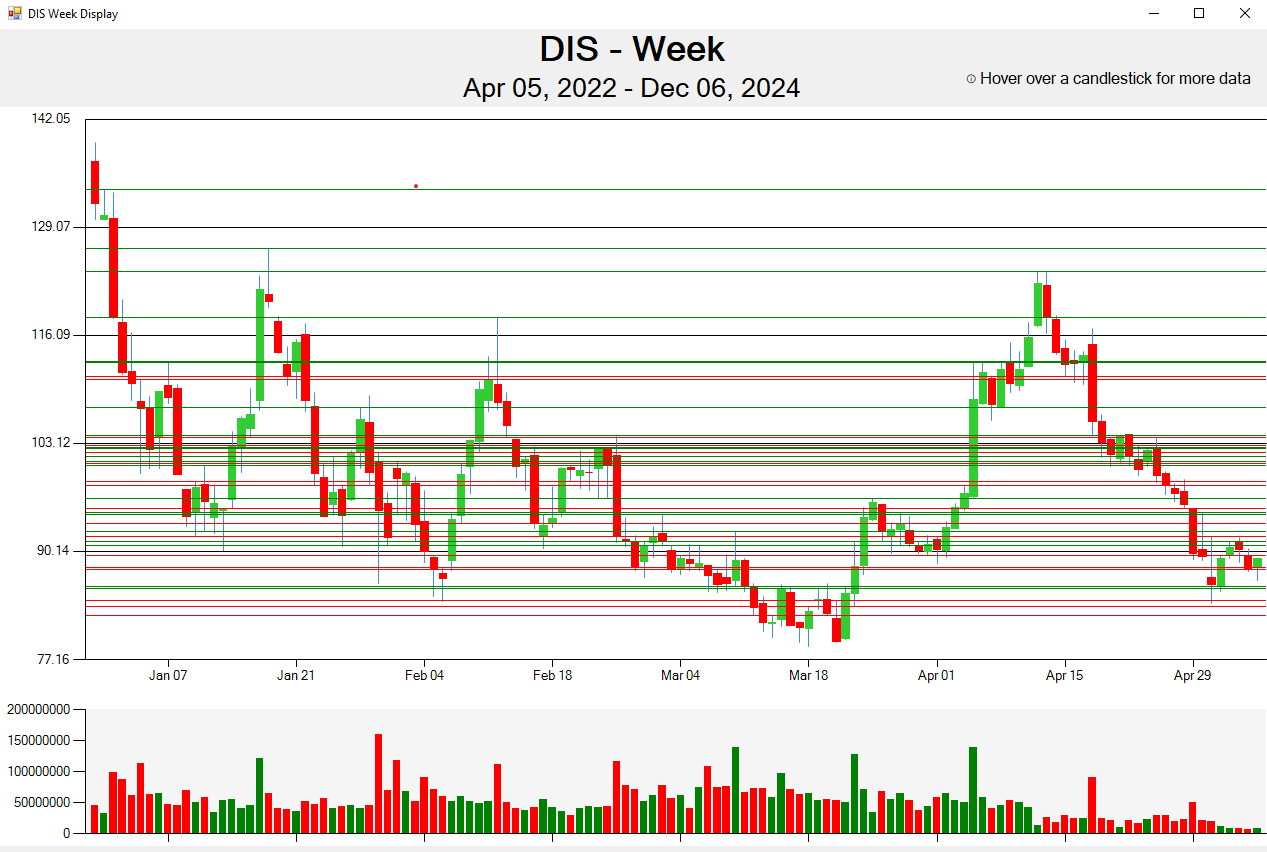 DIS Week Display
DIS - Week
Apr 05, 2022 - Dec 06, 2024
Hover over a candlestick for more data
142.05
129.07
116.09
103.12
90.14
77.16
Jan 07 Jan 21 Feb 04 Feb 18 Mar 04 Mar 18 Apr 01 Apr 15 Apr 29
200000000
150000000
100000000
50000000
0